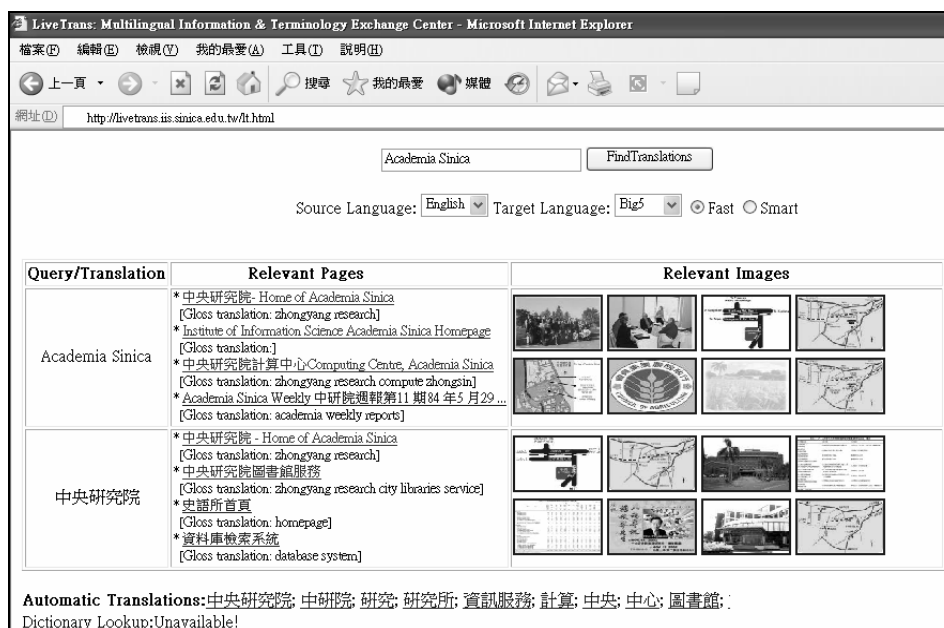 LiveTrans: Multilingual Information & Terminology Exchange Center - Microsoft Internet Explorer
檔案(F) 編輯(E) 檢視(V) 我的最愛(A) 工具(T) 說明(H)
上一頁 搜尋 我的最愛 媒體
網址(D) http://livetrans.iis.sinica.edu.tw/lt.html
Academia Sinica FindTranslations
Source Language: English Target Language: Big5 Fast Smart
Query/Translation Relevant Pages Relevant Images
Academia Sinica
* 中央研究院- Home of Academia Sinica
[Gloss translation: zhongyang research]
* Institute of Information Science Academia Sinica Homepage
[Gloss translation:]
* 中央研究院計算中心Computing Centre, Academia Sinica
[Gloss translation: zhongyang research compute zhongsin]
* Academia Sinica Weekly 中研院週報第11 期84 年5 月29 ...
[Gloss translation: academia weekly reports]
中央研究院
* 中央研究院 - Home of Academia Sinica
[Gloss translation: zhongyang research]
* 中央研究院圖書館服務
[Gloss translation: zhongyang research city libraries service]
* 史語所首頁
[Gloss translation: homepage]
* 資料庫檢索系統
[Gloss translation: database system]
Automatic Translations:中央研究院; 中研院; 研究; 研究所; 資訊服務; 計算; 中央; 中心; 圖書館;
Dictionary Lookup:Unavailable!